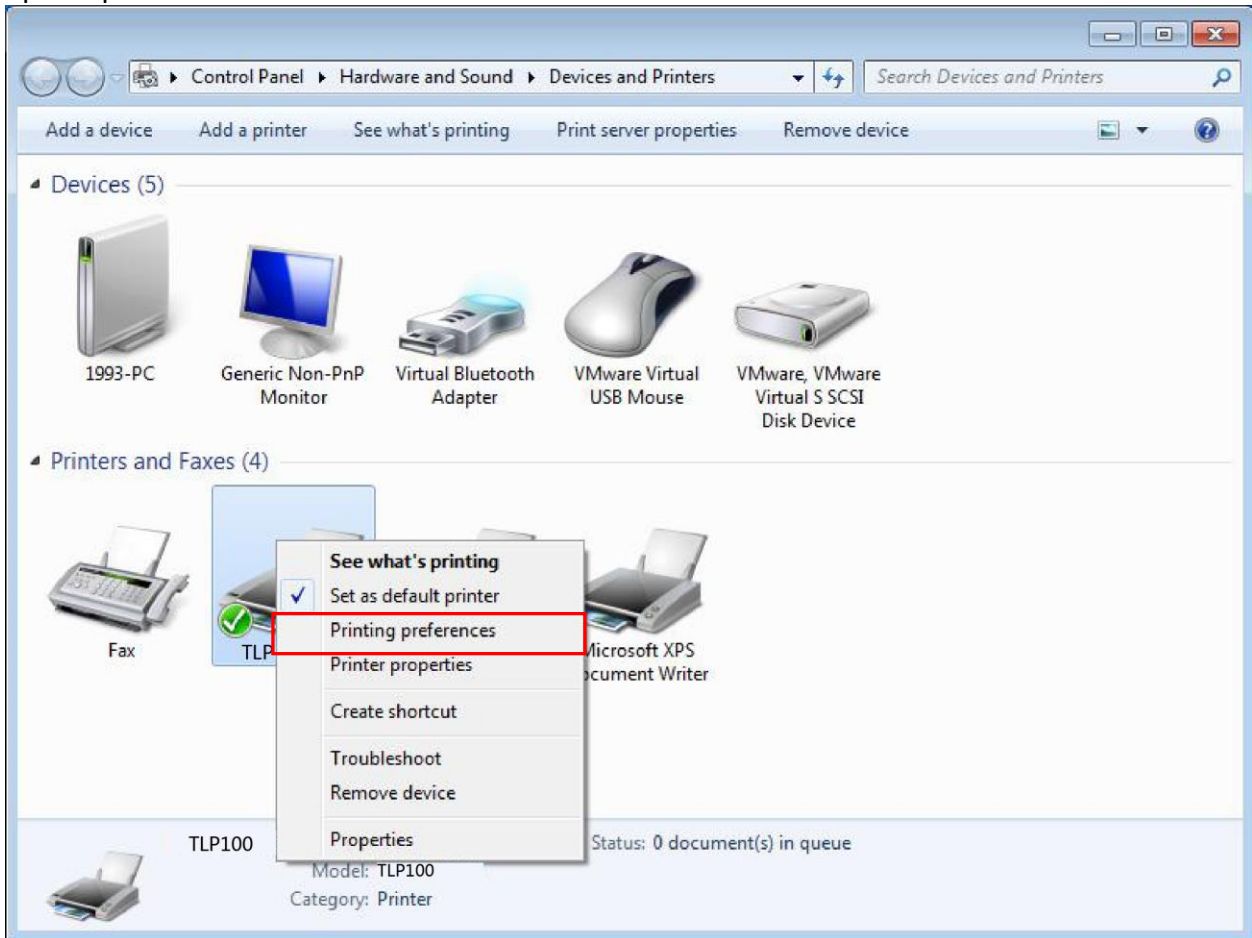 Control Panel ▸ Hardware and Sound ▸ Devices and Printers
Search Devices and Printers
Add a device Add a printer See what's printing Print server properties Remove device
Devices (5)
1993-PC
Generic Non-PnP
Monitor
Virtual Bluetooth
Adapter
VMware Virtual
USB Mouse
VMware, VMware
Virtual S SCSI
Disk Device
Printers and Faxes (4)
Fax
TLP
Microsoft XPS
ocument Writer
See what's printing
Set as default printer
Printing preferences
Printer properties
Create shortcut
Troubleshoot
Remove device
Properties
TLP100
Status: 0 document(s) in queue
Model: TLP100
Category: Printer